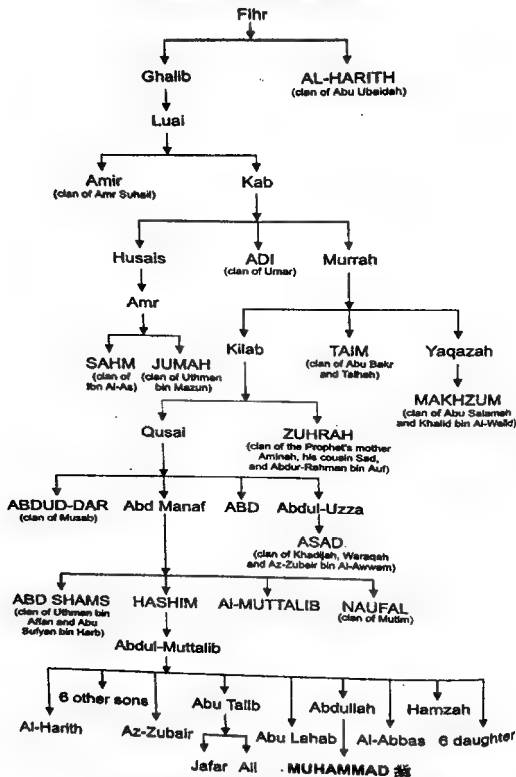 Fihr
Ghalib
AL-HARITH
(clan of Abu Ubaidah)
Luai
Amir
(clan of Amr Suhail)
Kab
Husais
ADI
(clan of Umar)
Murrah
Amr
SAHM
(clan of
Ibn Al-As)
JUMAH
(clan of Uthman
bin Mazun)
Kilab
TAIM
(clan of Abu Bakr
and Talhah)
Yaqazah
MAKHZUM
(clan of Abu Salamah
and Khalid bin Al-Walid)
Qusai
ZUHRAH
(clan of the Prophet's mother
Aminah, his cousin Sad,
and Abdur-Rahman bin Auf)
ABDUD-DAR
(clan of Musab)
Abd Manaf
ABD
Abdul-Uzza
ASAD
(clan of Khadijah, Waraqah
and Az-Zubair bin Al-Awwam)
ABD SHAMS
(clan of Uthman bin
Affan and Abu
Sufyan bin Harb)
HASHIM
Al-MUTTALIB
NAUFAL
(clan of Mutim)
Abdul-Muttalib
Al-Harith
6 other sons
Az-Zubair
Abu Talib
Abu Lahab
Abdullah
Al-Abbas
Hamzah
6 daughter
Jafar
Ali
MUHAMMAD ﷺ